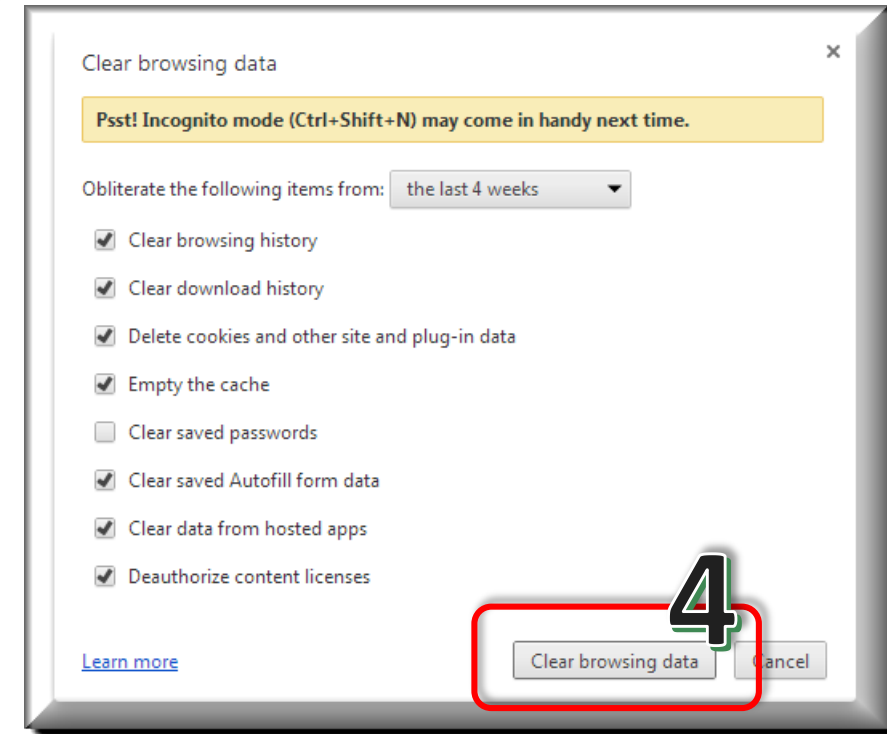 Clear browsing data
×
Psst! Incognito mode (Ctrl+Shift+N) may come in handy next time.
Obliterate the following items from: the last 4 weeks
Clear browsing history
Clear download history
Delete cookies and other site and plug-in data
Empty the cache
Clear saved passwords
Clear saved Autofill form data
Clear data from hosted apps
Deauthorize content licenses
4
Learn more Clear browsing data Cancel